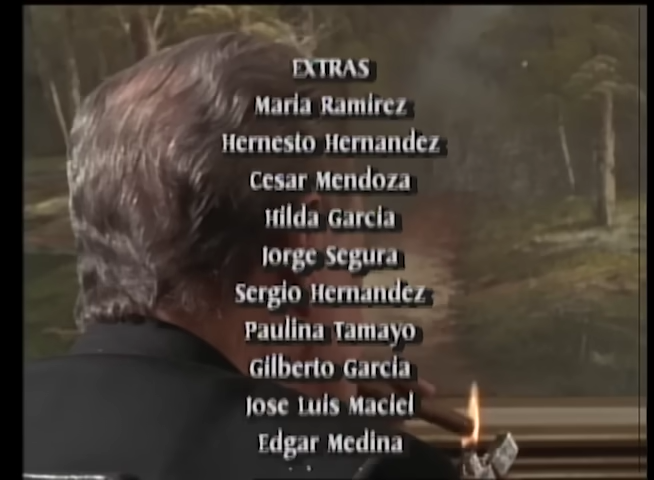 EXTRAS
Maria Ramirez
Hernesto Hernandez
Cesar Mendoza
Hilda Garcia
Jorge Segura
Sergio Hernandez
Paulina Tamayo
Gilberto Garcia
Jose Luis Maciel
Edgar Medina